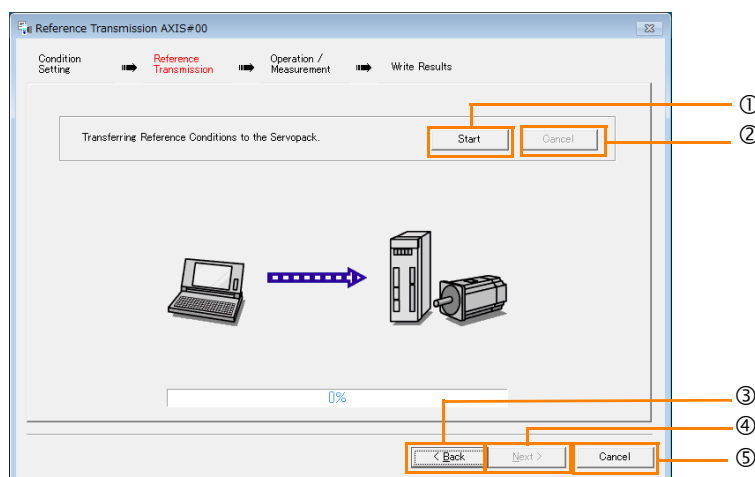 Reference Transmission AXIS#00
Condition
Setting
Reference
Transmission
Operation /
Measurement
Write Results
①
Transferring Reference Conditions to the Servopack.
Start
Cancel
②
0%
③
④
< Back
Next >
Cancel
⑤